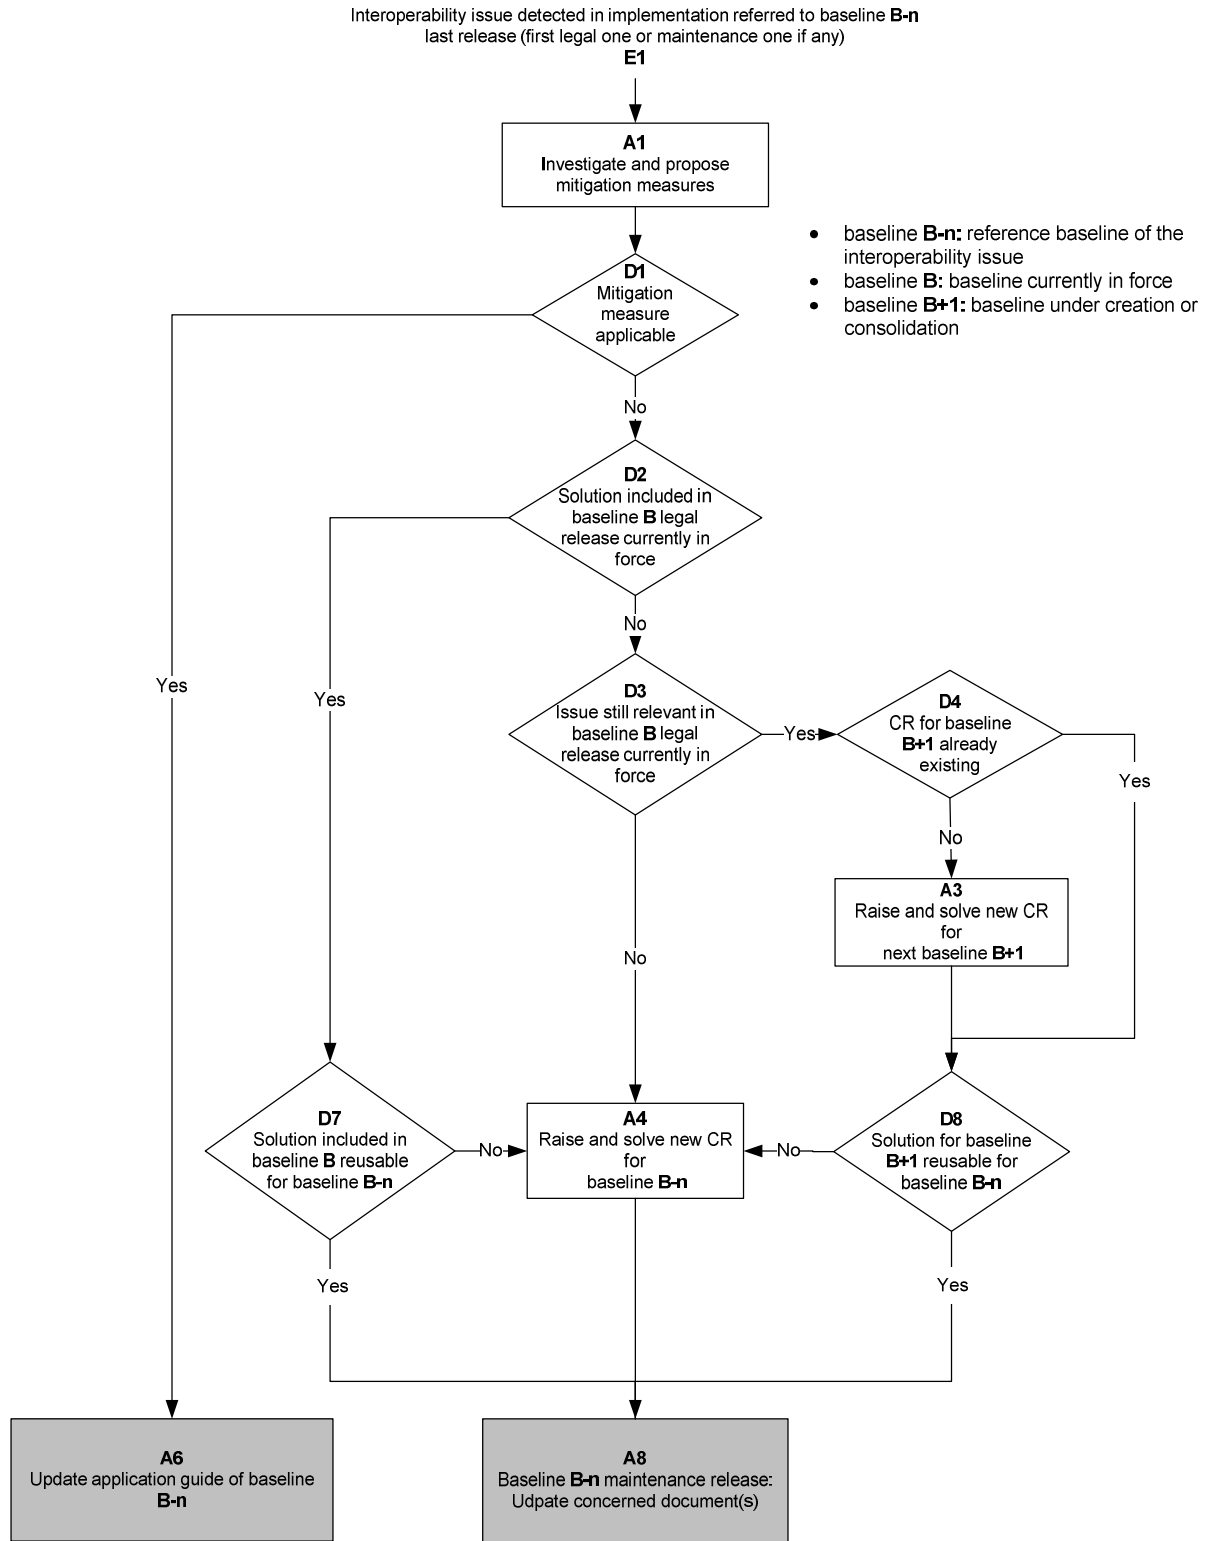 Interoperability issue detected in implementation referred to baseline B-n
last release (first legal one or maintenance one if any)
E1
A1
Investigate and propose
mitigation measures
• baseline B-n: reference baseline of the
interoperability issue
• baseline B: baseline currently in force
• baseline B+1: baseline under creation or
consolidation
D1
Mitigation
measure
applicable
No
D2
Solution included in
baseline B legal
release currently in
force
No
Yes
Yes
D3
Issue still relevant in
baseline B legal
release currently in
force
Yes
D4
CR for baseline
B+1 already
existing
Yes
No
A3
Raise and solve new CR
for
next baseline B+1
No
D7
Solution included in
baseline B reusable
for baseline B-n
No
A4
Raise and solve new CR
for
baseline B-n
No
D8
Solution for baseline
B+1 reusable for
baseline B-n
Yes
Yes
A6
Update application guide of baseline
B-n
A8
Baseline B-n maintenance release:
Udpate concerned document(s)